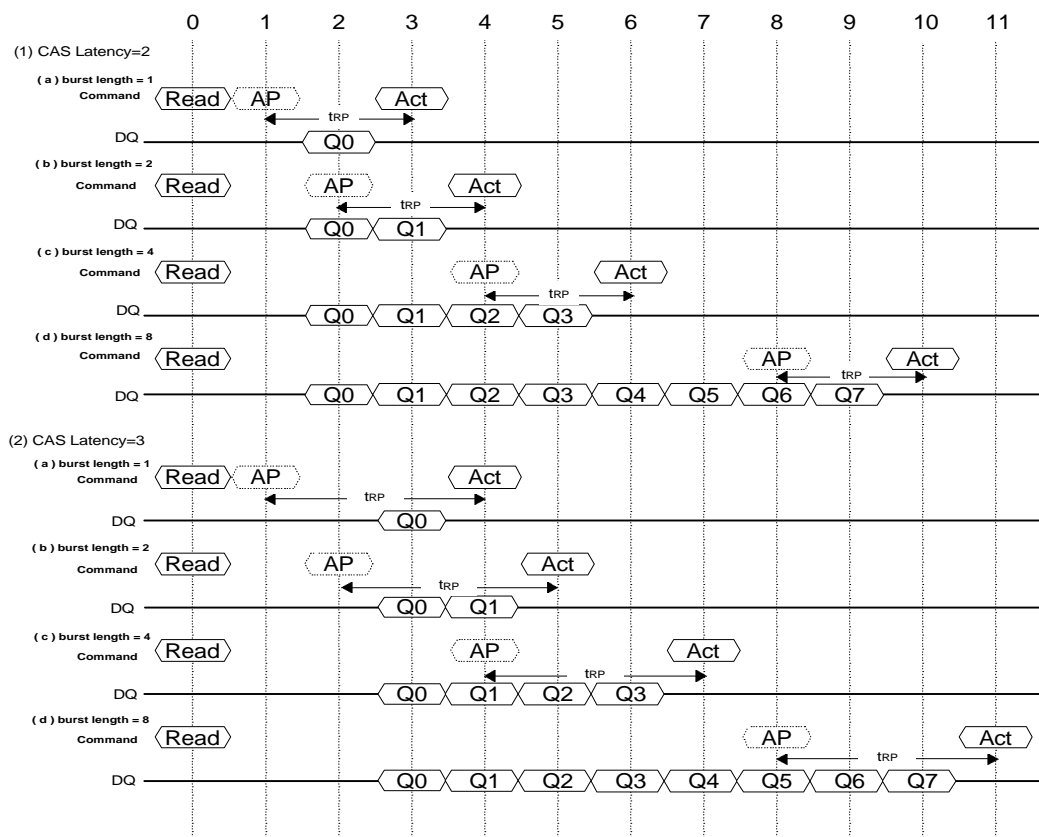 0 1 2 3 4 5 6 7 8 9 10 11
(1) CAS Latency=2
( a ) burst length = 1
Command Read AP Act
tRP
DQ Q0
( b ) burst length = 2
Command Read AP Act
tRP
DQ Q0 Q1
( c ) burst length = 4
Command Read AP Act
tRP
DQ Q0 Q1 Q2 Q3
( d ) burst length = 8
Command Read AP Act
tRP
DQ Q0 Q1 Q2 Q3 Q4 Q5 Q6 Q7
(2) CAS Latency=3
( a ) burst length = 1
Command Read AP Act
tRP
DQ Q0
( b ) burst length = 2
Command Read AP Act
tRP
DQ Q0 Q1
( c ) burst length = 4
Command Read AP Act
tRP
DQ Q0 Q1 Q2 Q3
( d ) burst length = 8
Command Read AP Act
tRP
DQ Q0 Q1 Q2 Q3 Q4 Q5 Q6 Q7